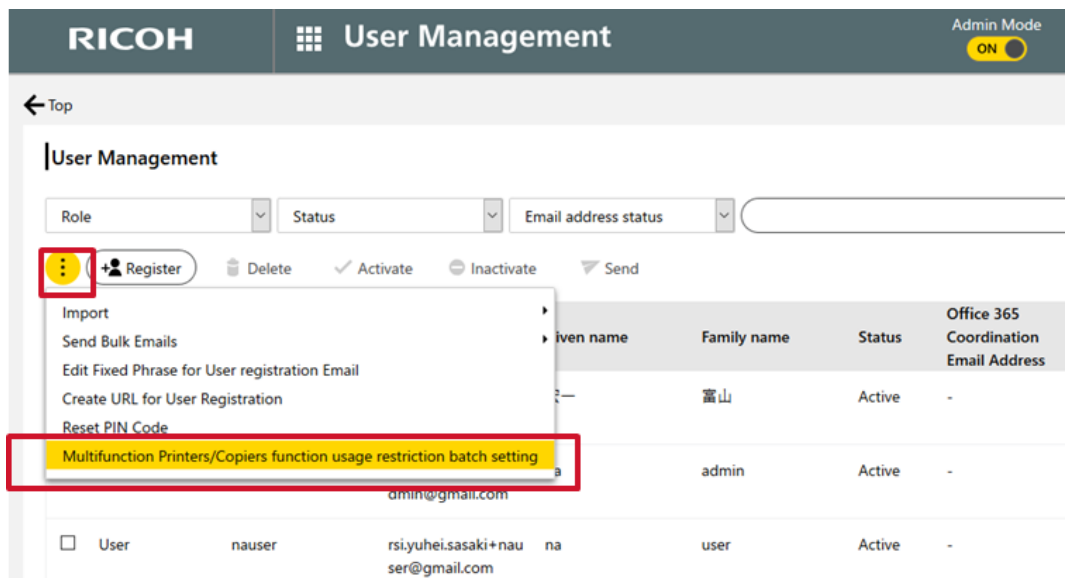 RICOH
User Management
Admin Mode
ON
Top
User Management
Role
Status
Email address status
Register
Delete
Activate
Inactivate
Send
Import
Send Bulk Emails
Edit Fixed Phrase for User registration Email
Create URL for User Registration
Reset PIN Code
Multifunction Printers/Copiers function usage restriction batch setting
iven name
Family name
Status
Office 365
Coordination
Email Address
一
富山
Active
-
a
admin
Active
-
dmin@gmail.com
User
nauser
rsi.yuhei.sasaki+nau
ser@gmail.com
na
user
Active
-